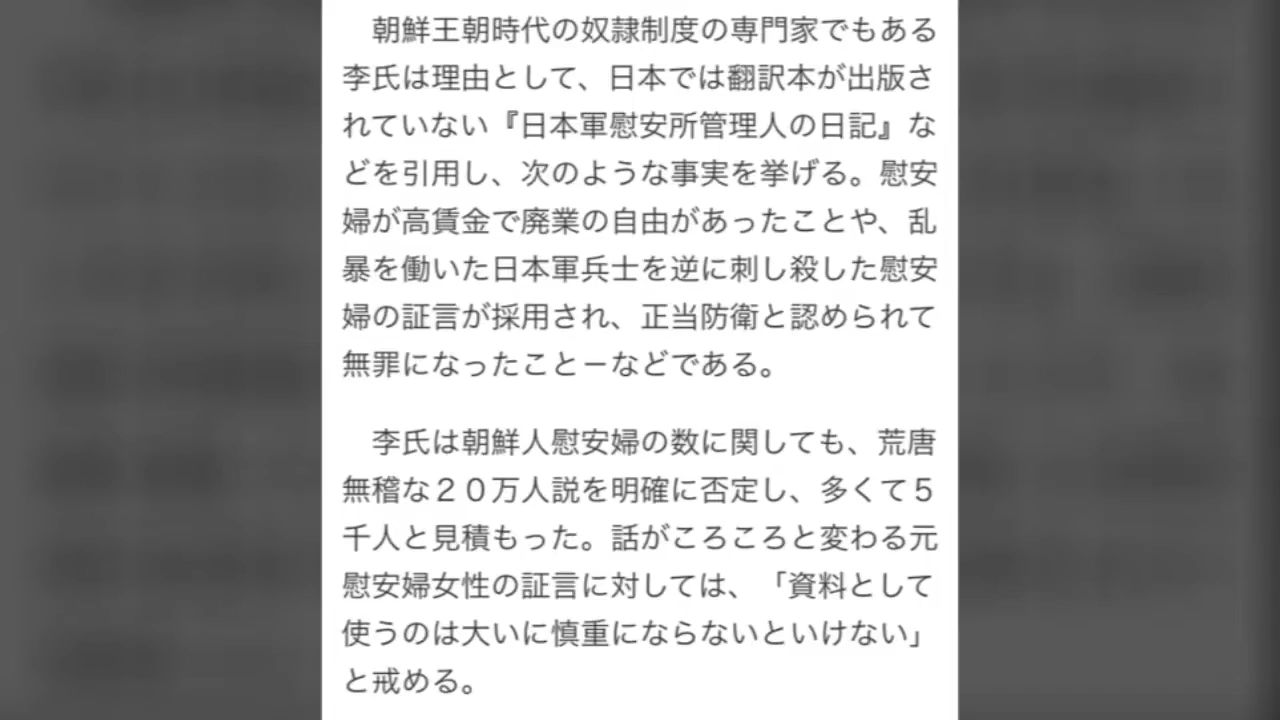 朝鮮王朝時代の奴隷制度の専門家でもある
李氏は理由として、日本では翻訳本が出版さ
れていない『日本軍慰安所管理人の日記』な
どを引用し、次のような事実を挙げる。慰安
婦が高賃金で廃業の自由があったことや、乱
暴を働いた日本軍兵士を逆に刺し殺した慰安
婦の証言が採用され、正当防衛と認められて
無罪になったこと－などである。
李氏は朝鮮人慰安婦の数に関しても、荒唐
無稽な２０万人説を明確に否定し、多くて５
千人と見積もった。話がころころと変わる元
慰安婦女性の証言に対しては、「資料として
使うのは大いに慎重にならないといけない」
と戒める。